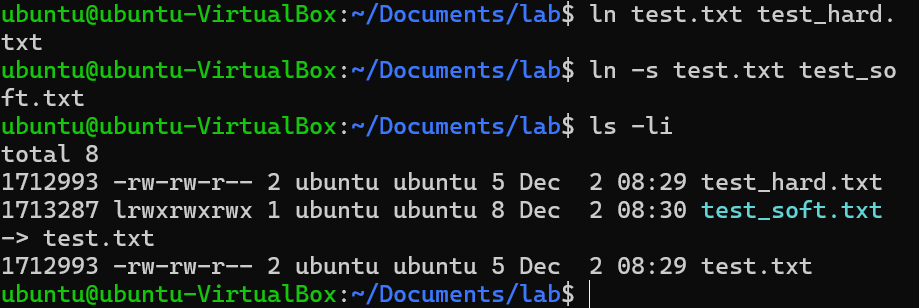 ubuntu@ubuntu-VirtualBox:~/Documents/lab$ ln test.txt test_hard.
txt
ubuntu@ubuntu-VirtualBox:~/Documents/lab$ ln -s test.txt test_so
ft.txt
ubuntu@ubuntu-VirtualBox:~/Documents/lab$ ls -li
total 8
1712993 -rw-rw-r-- 2 ubuntu ubuntu 5 Dec  2 08:29 test_hard.txt
1713287 lrwxrwxrwx 1 ubuntu ubuntu 8 Dec  2 08:30 test_soft.txt
-> test.txt
1712993 -rw-rw-r-- 2 ubuntu ubuntu 5 Dec  2 08:29 test.txt
ubuntu@ubuntu-VirtualBox:~/Documents/lab$